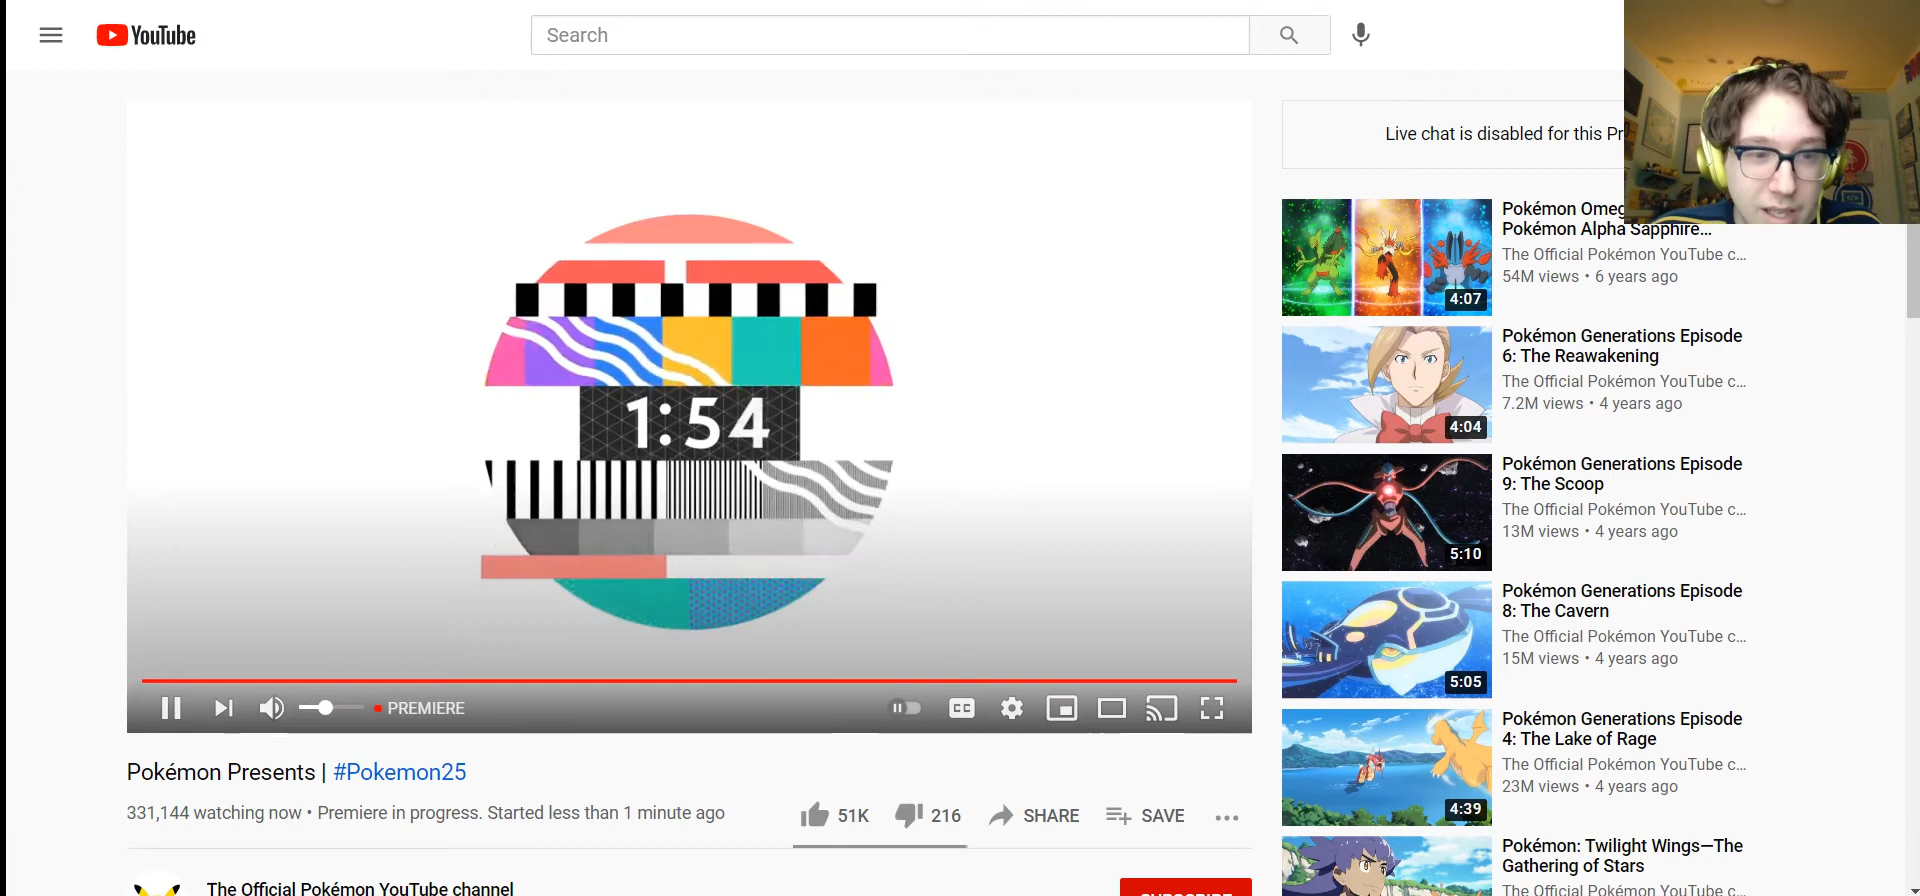 YouTube
Search
Live chat is disabled for this Pr
1:54
PREMIERE
CC
Pokémon Presents | #Pokemon25
331,144 watching now • Premiere in progress. Started less than 1 minute ago
51K
216
SHARE
SAVE
The Official Pokémon YouTube channel
SUBSCRIBE
4:07
Pokémon Omeg
Pokémon Alpha Sapphire...
The Official Pokémon YouTube c...
54M views • 6 years ago
4:04
Pokémon Generations Episode
6: The Reawakening
The Official Pokémon YouTube c...
7.2M views • 4 years ago
5:10
Pokémon Generations Episode
9: The Scoop
The Official Pokémon YouTube c...
13M views • 4 years ago
5:05
Pokémon Generations Episode
8: The Cavern
The Official Pokémon YouTube c...
15M views • 4 years ago
4:39
Pokémon Generations Episode
4: The Lake of Rage
The Official Pokémon YouTube c...
23M views • 4 years ago
Pokémon: Twilight Wings—The
Gathering of Stars
The Official Pokémon YouTube c...